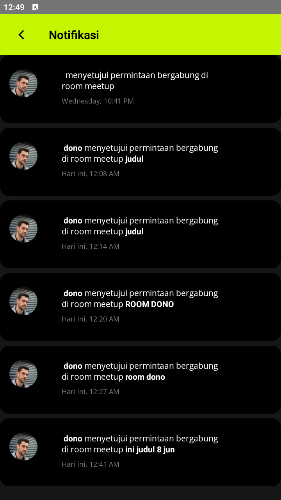 12:49
Notifikasi
menyetujui permintaan bergabung di
room meetup
Wednesday, 10:41 PM
dono menyetujui permintaan bergabung
di room meetup judul
Hari ini, 12:08 AM
dono menyetujui permintaan bergabung
di room meetup judul
Hari ini, 12:14 AM
dono menyetujui permintaan bergabung
di room meetup ROOM DONO
Hari ini, 12:20 AM
dono menyetujui permintaan bergabung
di room meetup room dono
Hari ini, 12:27 AM
dono menyetujui permintaan bergabung
di room meetup ini judul 8 jun
Hari ini, 12:41 AM